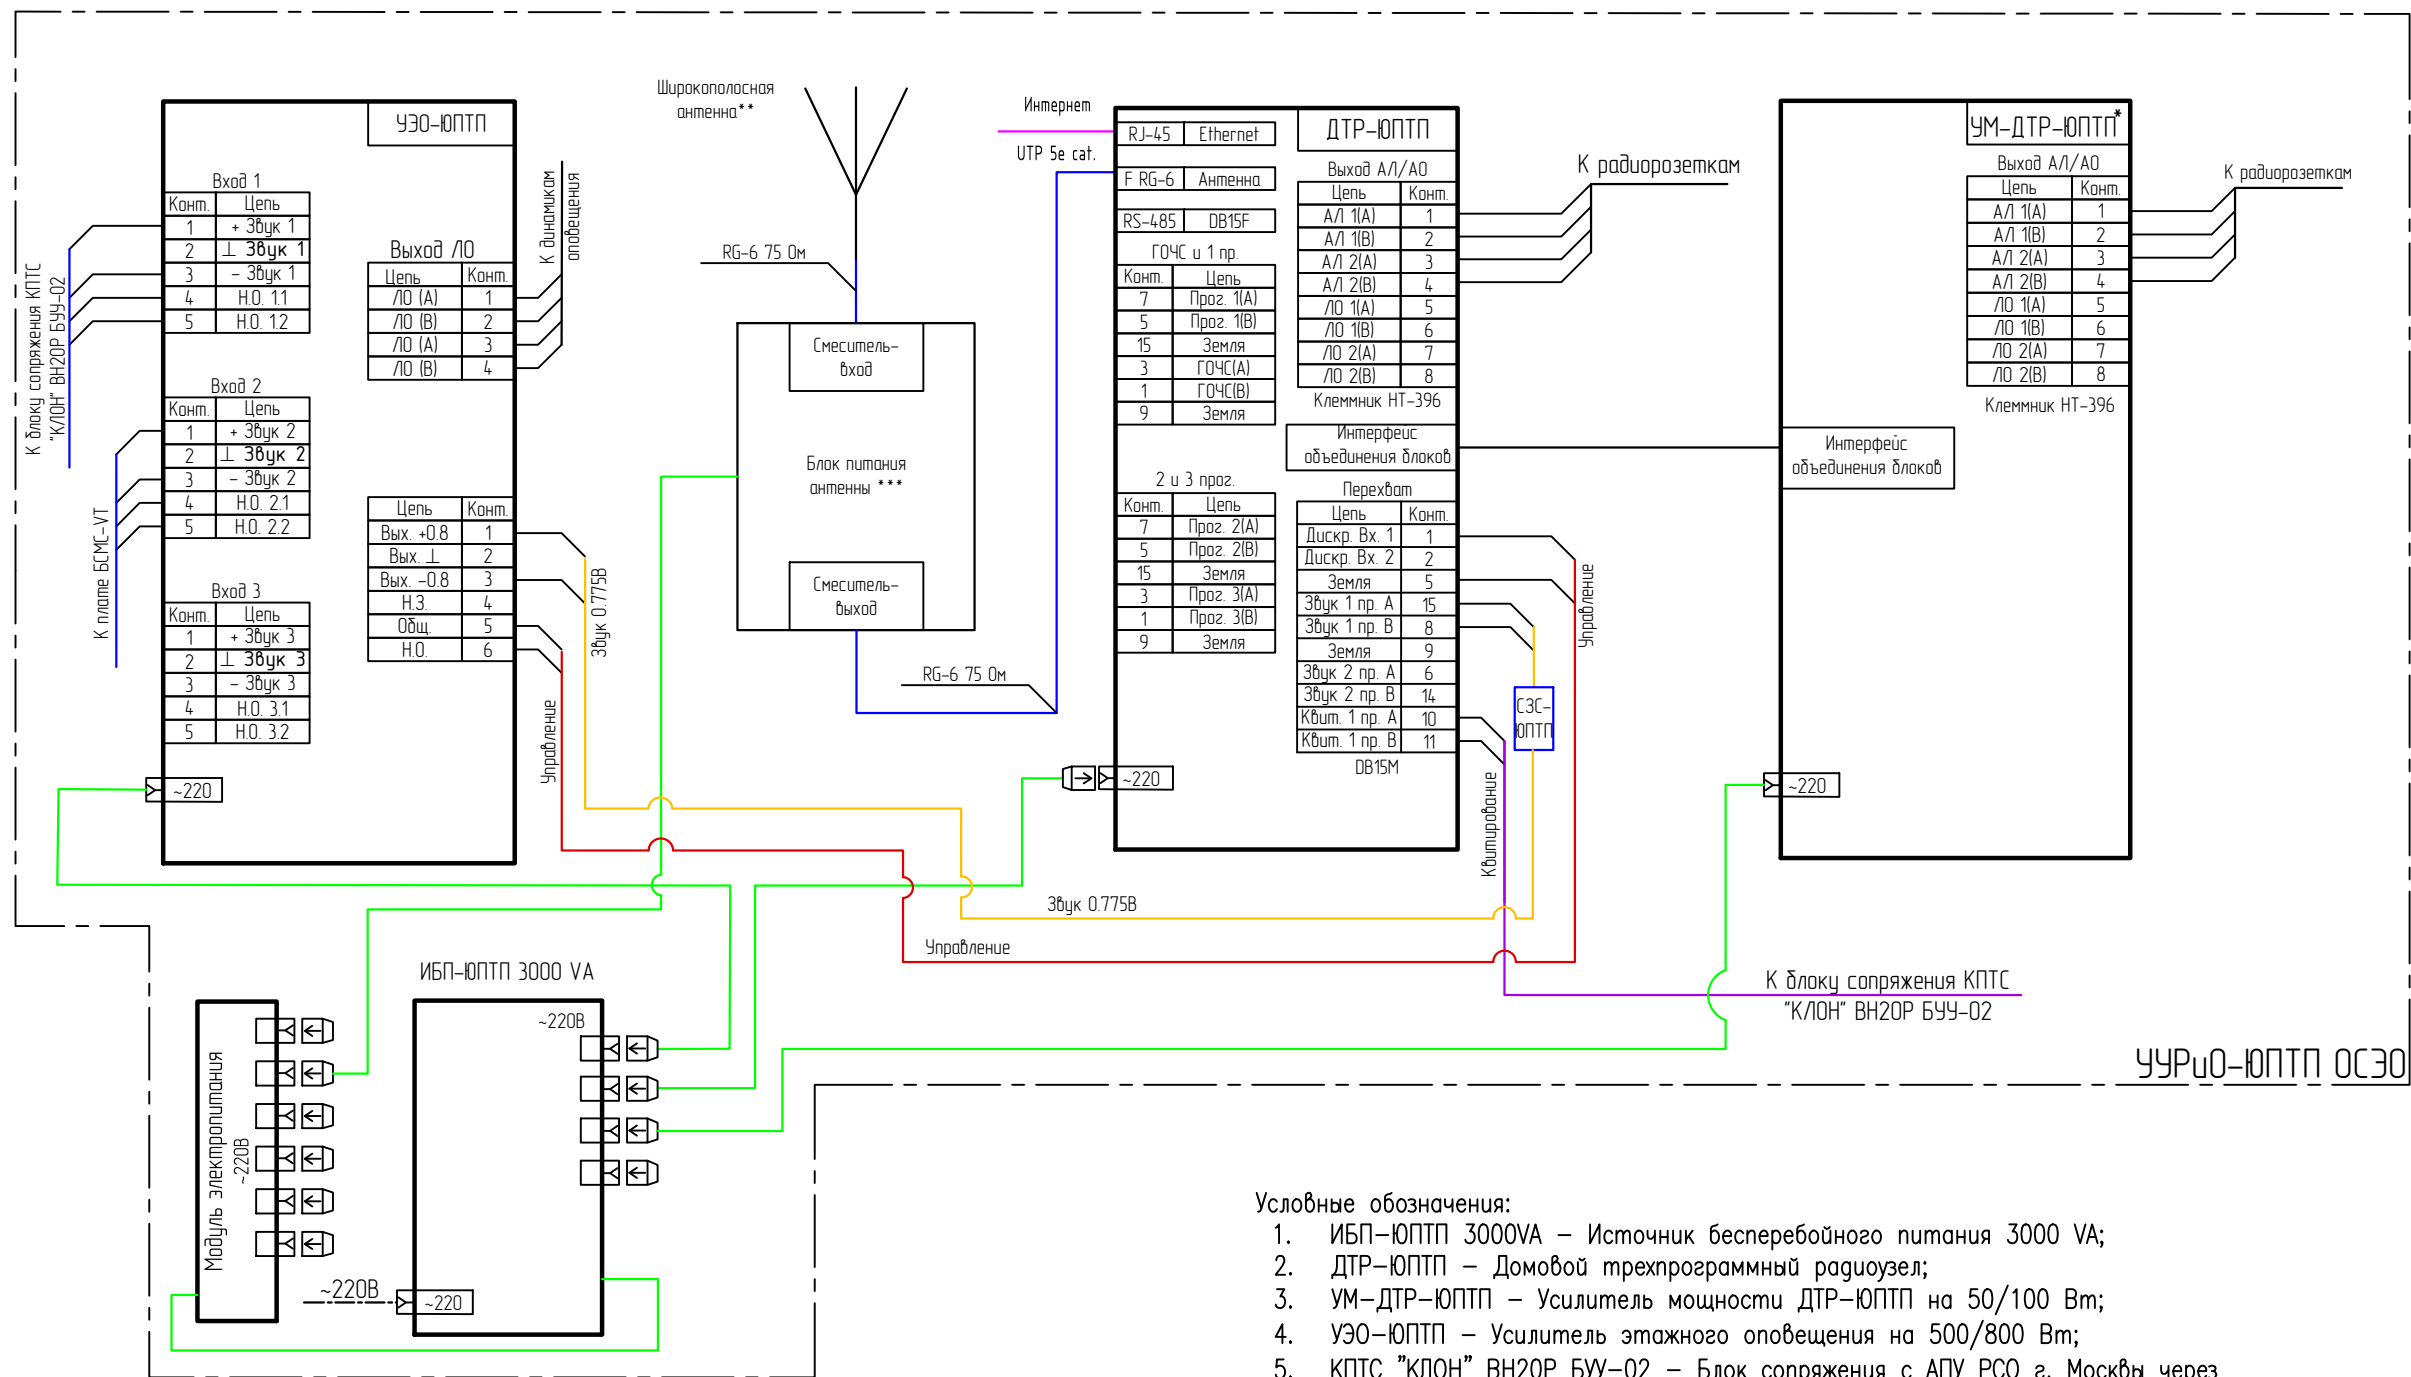 УЭО-ЮПТП
Вход 1
Конт. Цепь
1 + Звук 1
2 ⊥ Звук 1
3 - Звук 1
4 Н.О. 1.1
5 Н.О. 1.2
К блоку сопряжения КПТС
"КЛОН" ВН20Р БУУ-02
Вход 2
Конт. Цепь
1 + Звук 2
2 ⊥ Звук 2
3 - Звук 2
4 Н.О. 2.1
5 Н.О. 2.2
К плате БСМС-VT
Вход 3
Конт. Цепь
1 + Звук 3
2 ⊥ Звук 3
3 - Звук 3
4 Н.О. 3.1
5 Н.О. 3.2
~220
Выход ЛО
Цепь Конт.
ЛО (А) 1
ЛО (В) 2
ЛО (А) 3
ЛО (В) 4
К динамикам
оповещения
Цепь Конт.
Вых. +0.8 1
Вых. ⊥ 2
Вых. -0.8 3
Н.З. 4
Общ. 5
Н.О. 6
Звук 0.775В
Управление
Широкополосная
антенна**
RG-6 75 Ом
Смеситель-
вход
Блок питания
антенны ***
Смеситель-
выход
RG-6 75 Ом
Интернет
UTP 5e cat.
ДТР-ЮПТП
RJ-45 Ethernet
F RG-6 Антенна
RS-485 DB15F
ГОЧС и 1 пр.
Конт. Цепь
7 Прог. 1(А)
5 Прог. 1(В)
15 Земля
3 ГОЧС(А)
1 ГОЧС(В)
9 Земля
2 и 3 прог.
Конт. Цепь
7 Прог. 2(А)
5 Прог. 2(В)
15 Земля
3 Прог. 3(А)
1 Прог. 3(В)
9 Земля
~220
Выход АЛ/АО
Цепь Конт.
АЛ 1(А) 1
АЛ 1(В) 2
АЛ 2(А) 3
АЛ 2(В) 4
ЛО 1(А) 5
ЛО 1(В) 6
ЛО 2(А) 7
ЛО 2(В) 8
Клеммник НТ-396
Интерфейс
объединения блоков
Перехват
Цепь Конт.
Дискр. Вх. 1 1
Дискр. Вх. 2 2
Земля 5
Звук 1 пр. А 15
Звук 1 пр. В 8
Земля 9
Звук 2 пр. А 6
Звук 2 пр. В 14
Квит. 1 пр. А 10
Квит. 1 пр. В 11
DB15M
К радиорозеткам
Управление
СЗС-
ЮПТП
Квитирование
Звук 0.775В
Управление
УМ-ДТР-ЮПТП*
Выход АЛ/АО
Цепь Конт.
АЛ 1(А) 1
АЛ 1(В) 2
АЛ 2(А) 3
АЛ 2(В) 4
ЛО 1(А) 5
ЛО 1(В) 6
ЛО 2(А) 7
ЛО 2(В) 8
Клеммник НТ-396
Интерфейс
объединения блоков
~220
К радиорозеткам
К блоку сопряжения КПТС
"КЛОН" ВН20Р БУУ-02
УУРиО-ЮПТП ОСЭО
Модуль электропитания
~220В
ИБП-ЮПТП 3000 VA
~220В
~220В
~220
Условные обозначения:
1. ИБП-ЮПТП 3000VA - Источник бесперебойного питания 3000 VA;
2. ДТР-ЮПТП - Домовой трехпрограммный радиоузел;
3. УМ-ДТР-ЮПТП - Усилитель мощности ДТР-ЮПТП на 50/100 Вт;
4. УЭО-ЮПТП - Усилитель этажного оповещения на 500/800 Вт;
5. КПТС "КЛОН" ВН20Р БУУ-02 - Блок сопряжения с АПУ РСО г. Москвы через